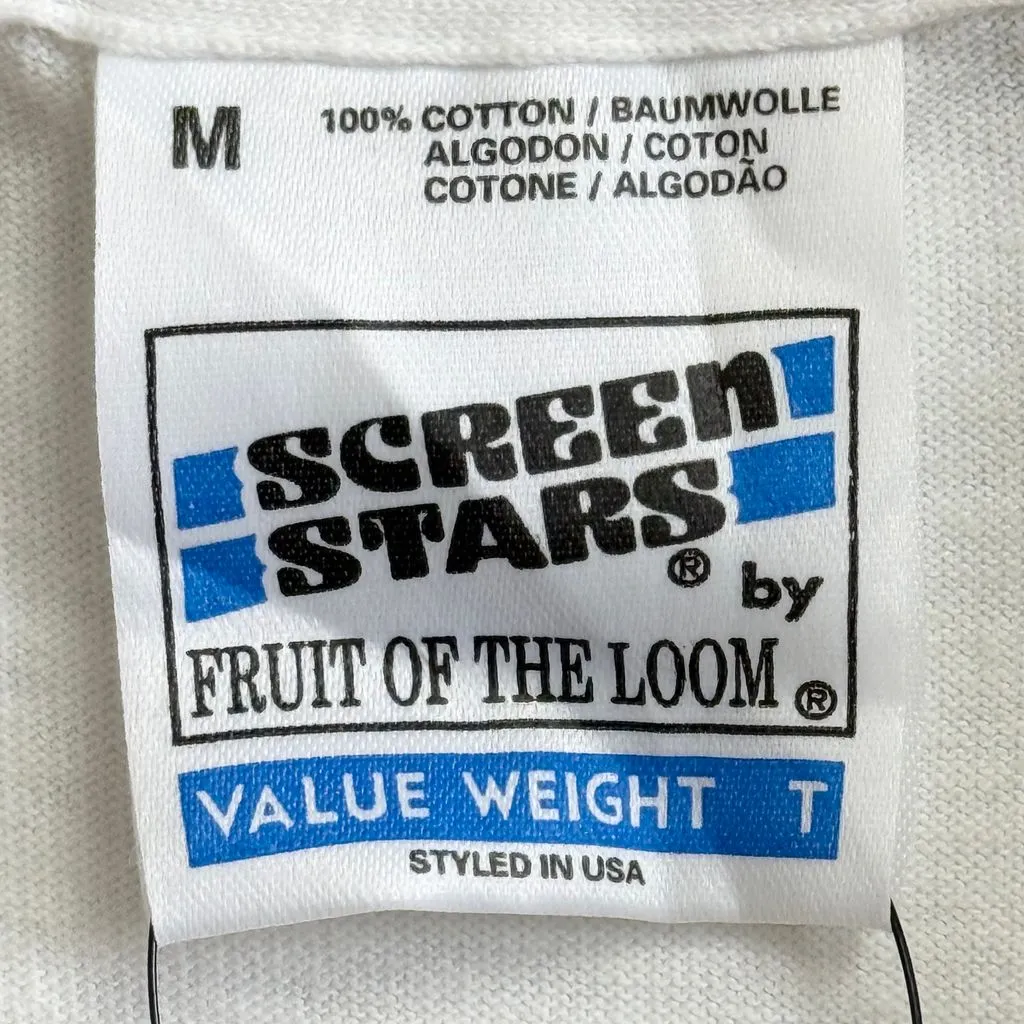 M
100% COTTON / BAUMWOLLE
ALGODON / COTON
COTONE / ALGODÃO
SCREEN
STARS® by
FRUIT OF THE LOOM®
VALUE WEIGHT T
STYLED IN USA